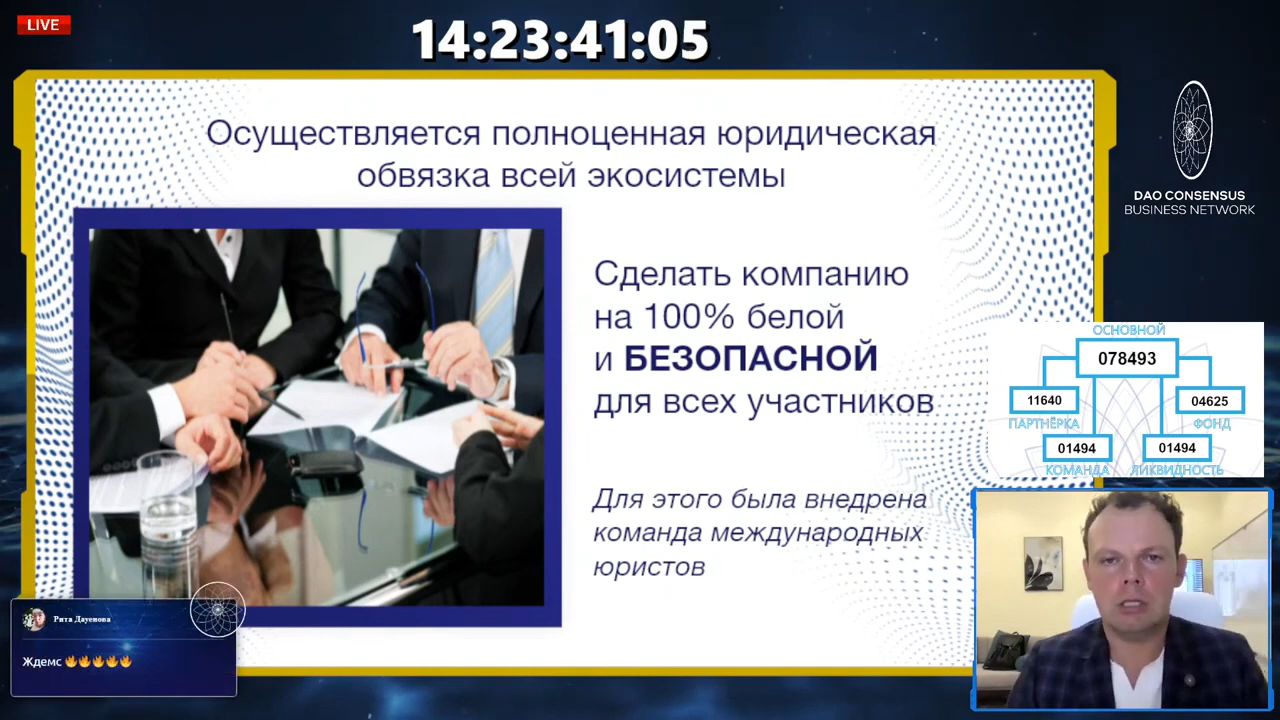 LIVE
14:23:41:05
Осуществляется полноценная юридическая
обвязка всей экосистемы
Сделать компанию
на 100% белой
и БЕЗОПАСНОЙ
для всех участников
Для этого была внедрена
команда международных
юристов
DAO CONSENSUS
BUSINESS NETWORK
ОСНОВНОЙ
078493
11640
04625
ПАРТНЁРКА
ФОНД
01494
01494
КОМАНДА
ЛИКВИДНОСТЬ
Рита Дауенова
Ждемс 🔥🔥🔥🔥🔥